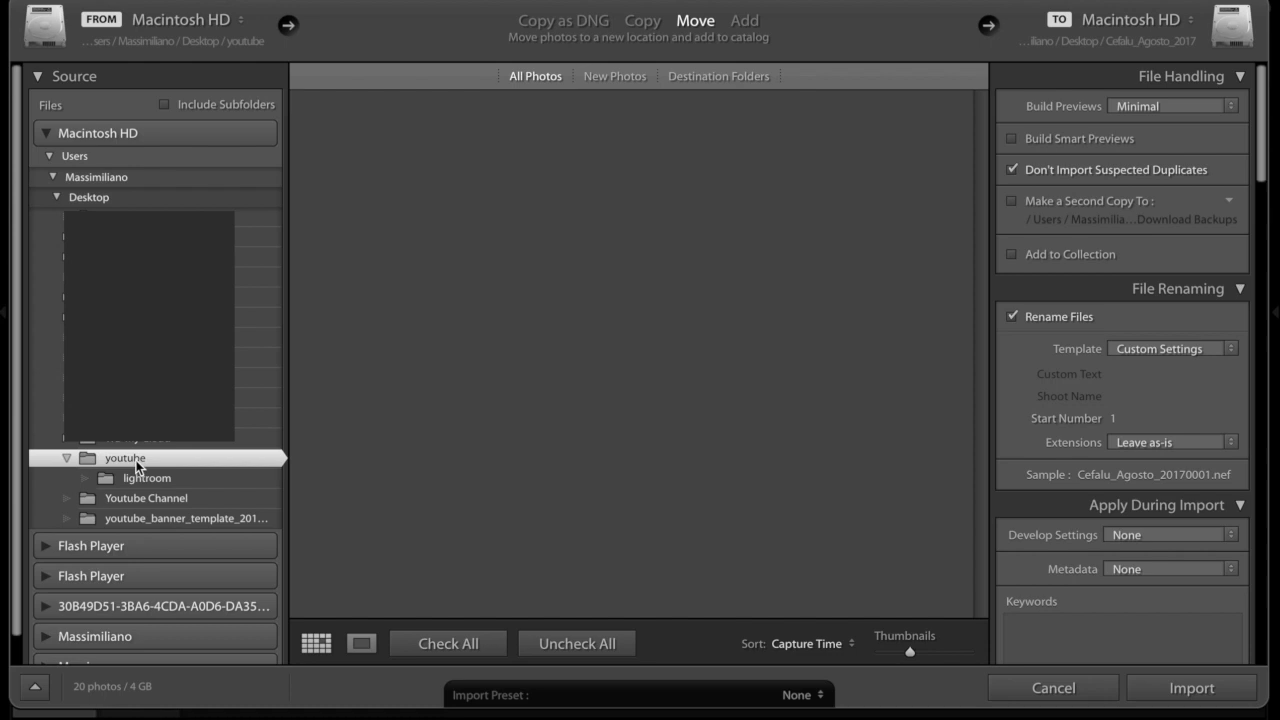 FROM Macintosh HD
...sers / Massimiliano / Desktop / youtube
Copy as DNG Copy Move Add
Move photos to a new location and add to catalog
TO Macintosh HD
...iliano / Desktop / Cefalu_Agosto_2017
Source
Files Include Subfolders
Macintosh HD
Users
Massimiliano
Desktop
youtube
lightroom
Youtube Channel
youtube_banner_template_201...
Flash Player
Flash Player
30B49D51-3BA6-4CDA-A0D6-DA35...
Massimiliano
20 photos / 4 GB
All Photos New Photos Destination Folders
Check All Uncheck All Sort: Capture Time Thumbnails
Import Preset : None
File Handling
Build Previews Minimal
Build Smart Previews
Don't Import Suspected Duplicates
Make a Second Copy To :
/ Users / Massimilia...Download Backups
Add to Collection
File Renaming
Rename Files
Template Custom Settings
Custom Text
Shoot Name
Start Number 1
Extensions Leave as-is
Sample : Cefalu_Agosto_20170001.nef
Apply During Import
Develop Settings None
Metadata None
Keywords
Cancel Import